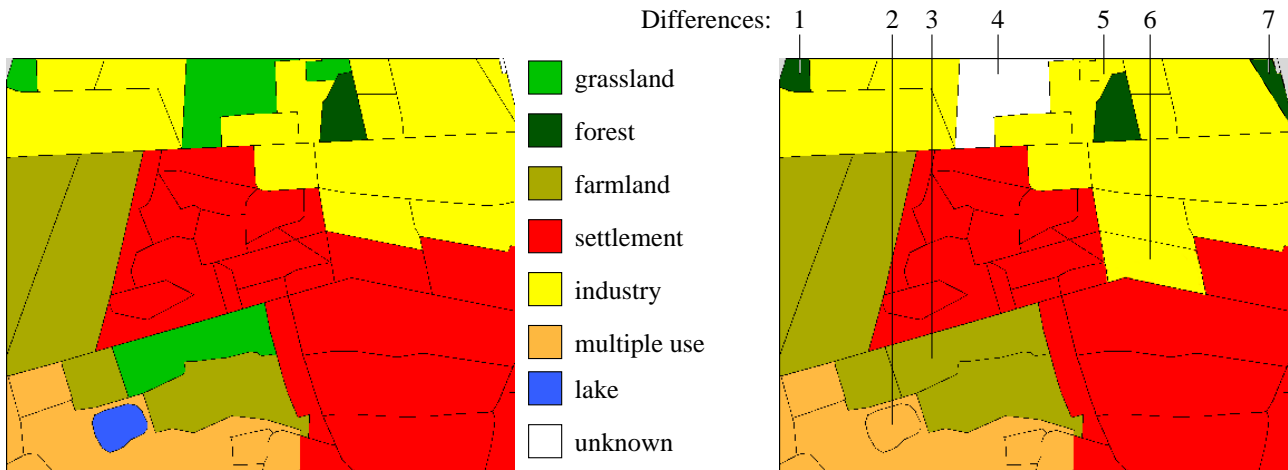 Differences: 1 2 3 4 5 6 7
grassland
forest
farmland
settlement
industry
multiple use
lake
unknown